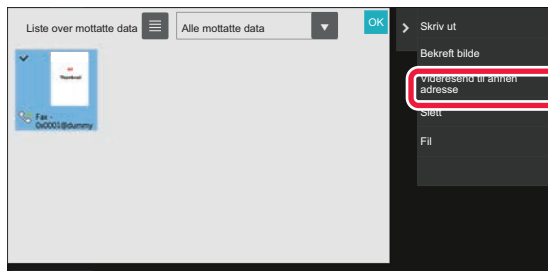 Liste over mottatte data
Alle mottatte data
OK
Fax -
0x0001@dummy
Skriv ut
Bekreft bilde
Videresend til annen
adresse
Slett
Fil